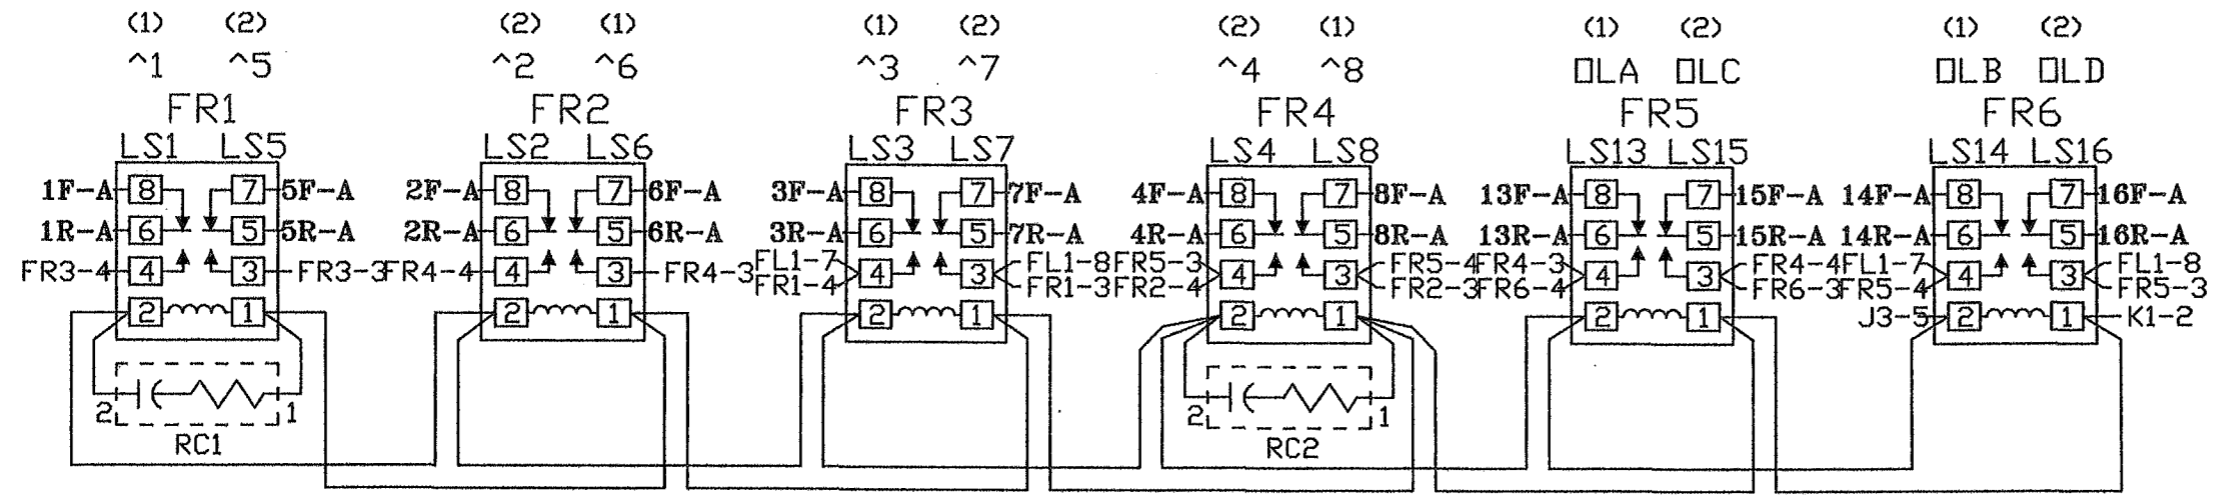 (1) (2) (2) (1) (1) (2) (2) (1) (1) (2) (1) (2)
^1 ^5 ^2 ^6 ^3 ^7 ^4 ^8 OLA OLC OLB OLD
FR1 FR2 FR3 FR4 FR5 FR6
LS1 LS5 LS2 LS6 LS3 LS7 LS4 LS8 LS13 LS15 LS14 LS16
1F-A 8 7 5F-A 2F-A 8 7 6F-A 3F-A 8 7 7F-A 4F-A 8 7 8F-A 13F-A 8 7 15F-A 14F-A 8 7 16F-A
1R-A 6 5 5R-A 2R-A 6 5 6R-A 3R-A 6 5 7R-A 4R-A 6 5 8R-A 13R-A 6 5 15R-A 14R-A 6 5 16R-A
FL1-7 FL1-8 FR5-3 FR5-4 FR4-3 FR4-4 FL1-7 FL1-8
FR3-4 4 3 FR3-3 FR4-4 4 3 FR4-3 4 3 4 3 4 3 4 3
FR1-4 FR1-3 FR2-4 FR2-3 FR6-4 FR6-3 FR5-4 FR5-3
2 1 2 1 2 1 2 1 2 1 J3-5 2 1 K1-2
2 1 2 1
RC1 RC2